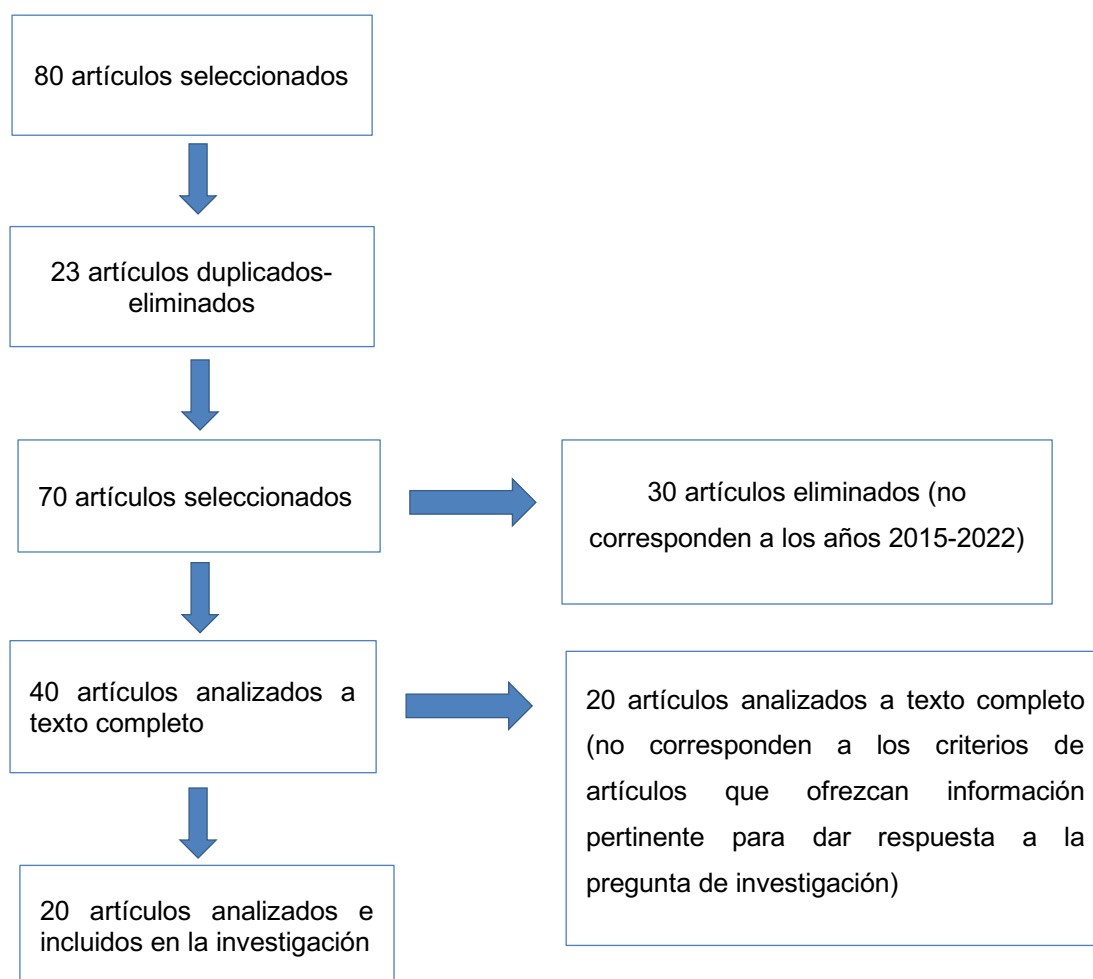 80 artículos seleccionados
23 artículos duplicados-
eliminados
70 artículos seleccionados
30 artículos eliminados (no
corresponden a los años 2015-2022)
40 artículos analizados a
texto completo
20 artículos analizados a texto completo
(no corresponden a los criterios de
artículos que ofrezcan información
pertinente para dar respuesta a la
pregunta de investigación)
20 artículos analizados e
incluidos en la investigación